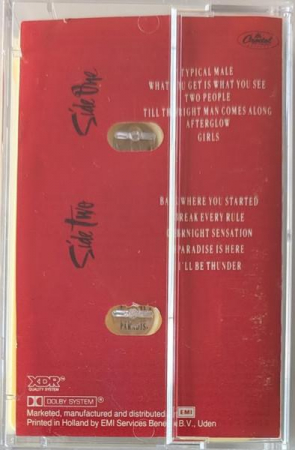 Capitol
Side One
TYPICAL MALE
WHAT YOU GET IS WHAT YOU SEE
TWO PEOPLE
TILL THE RIGHT MAN COMES ALONG
AFTERGLOW
GIRLS
Side Two
BACK WHERE YOU STARTED
BREAK EVERY RULE
OVERNIGHT SENSATION
PARADISE IS HERE
I'LL BE THUNDER
XDR™
QUALITY SYSTEM
DOLBY SYSTEM®
Marketed, manufactured and distributed by EMI
Printed in Holland by EMI Services Benelux B.V., Uden